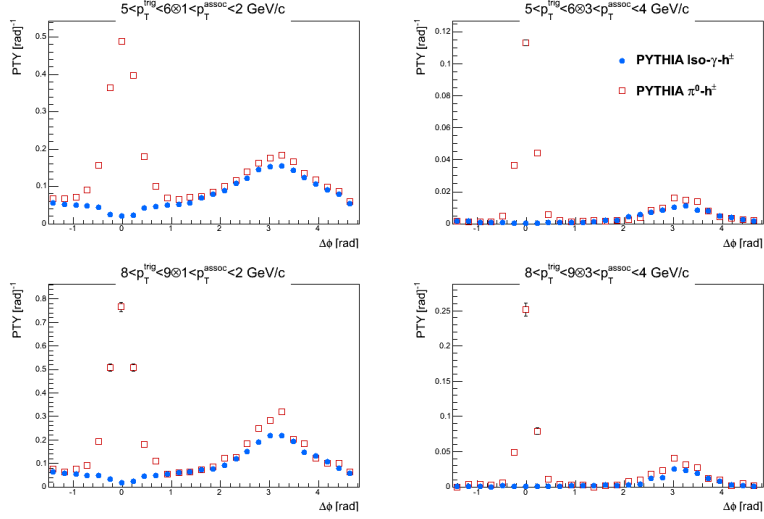 5<p_T^trig<6⊗1<p_T^assoc<2 GeV/c
PTY [rad]⁻¹
0.5
0.4
0.3
0.2
0.1
0
-1 0 1 2 3 4
Δϕ [rad]
5<p_T^trig<6⊗3<p_T^assoc<4 GeV/c
PTY [rad]⁻¹
0.12
0.1
0.08
0.06
0.04
0.02
0
-1 0 1 2 3 4
Δϕ [rad]
PYTHIA Iso-γ-h±
PYTHIA π⁰-h±
8<p_T^trig<9⊗1<p_T^assoc<2 GeV/c
PTY [rad]⁻¹
0.8
0.7
0.6
0.5
0.4
0.3
0.2
0.1
0
-1 0 1 2 3 4
Δϕ [rad]
8<p_T^trig<9⊗3<p_T^assoc<4 GeV/c
PTY [rad]⁻¹
0.25
0.2
0.15
0.1
0.05
0
-1 0 1 2 3 4
Δϕ [rad]